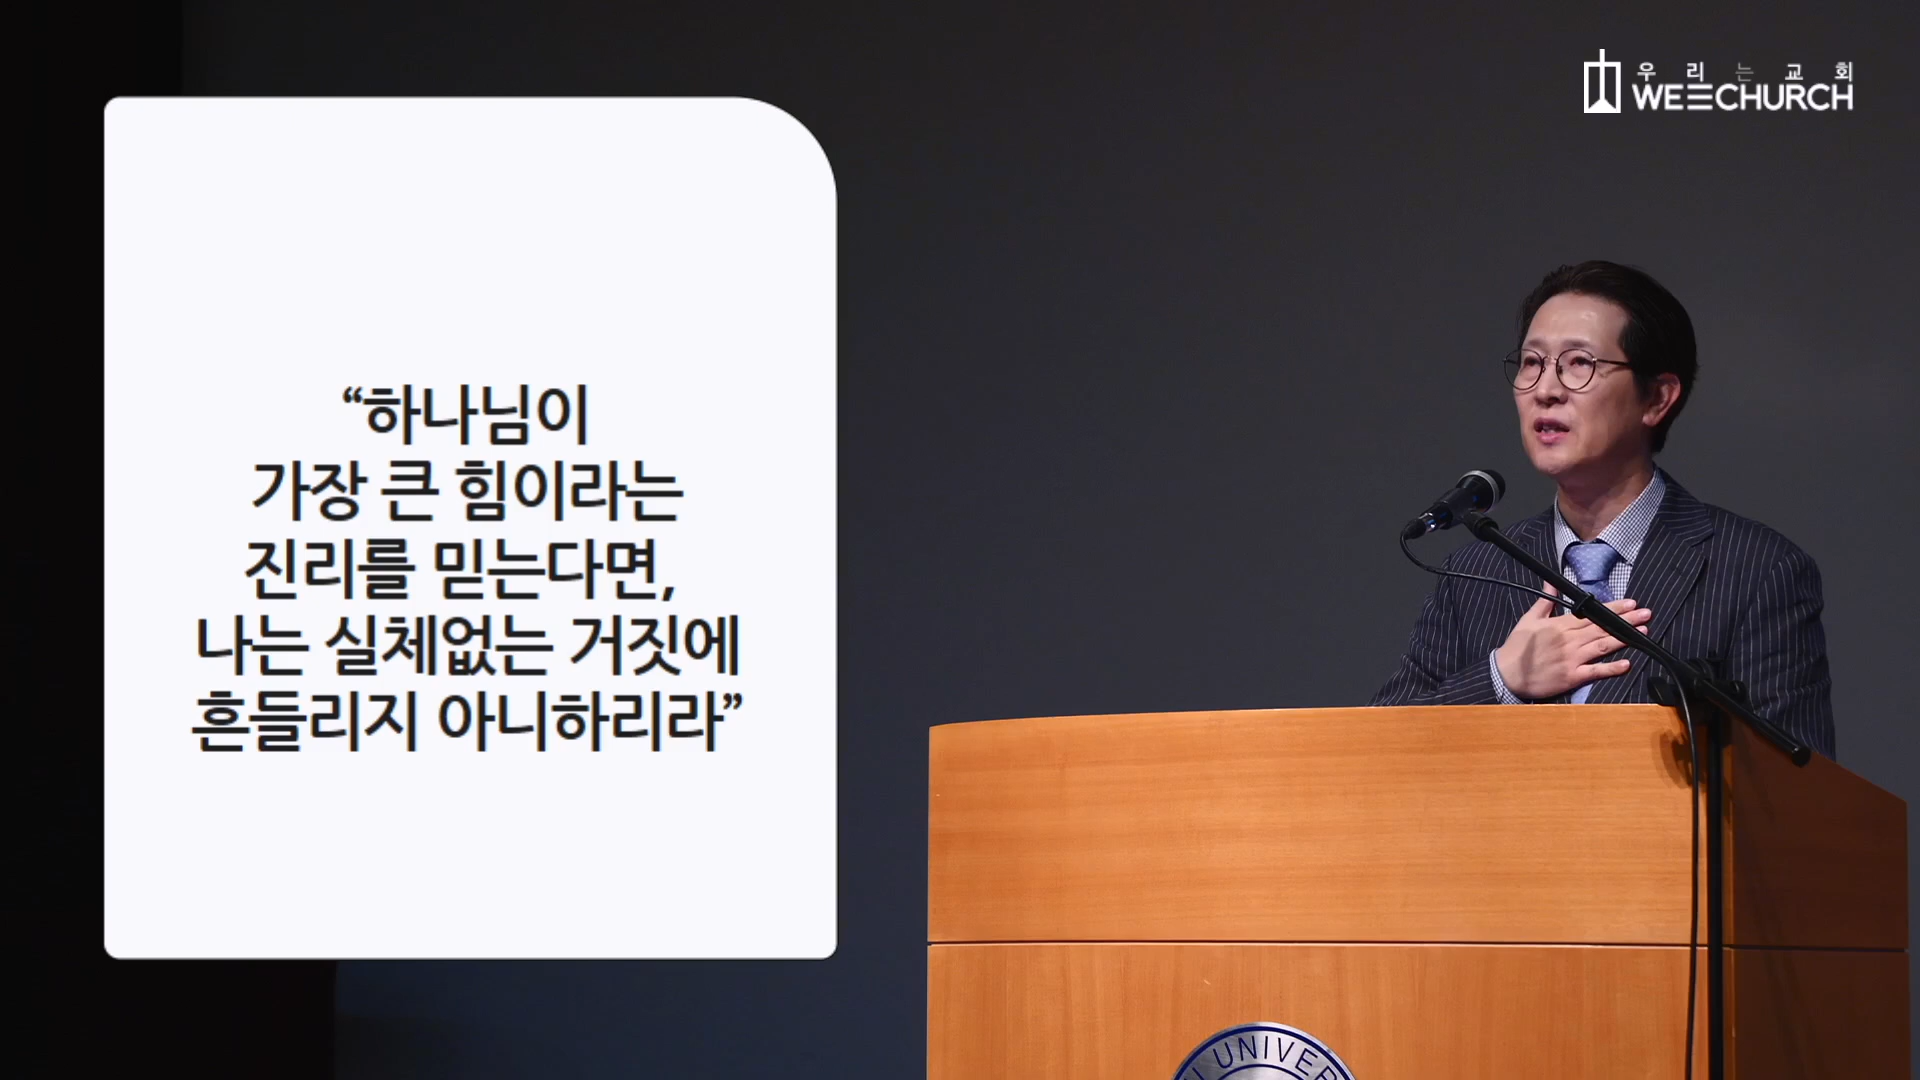 우리는교회
WECHURCH
“하나님이
가장 큰 힘이라는
진리를 믿는다면,
나는 실체없는 거짓에
흔들리지 아니하리라”